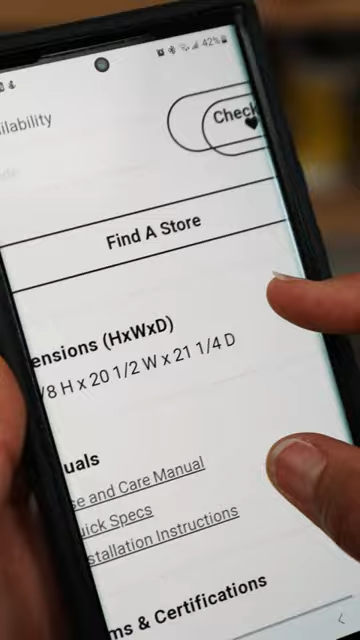 42%
ilability
Check
Find A Store
ensions (HxWxD)
/8 H x 20 1/2 W x 21 1/4 D
uals
se and Care Manual
uick Specs
stallation Instructions
ms & Certifications